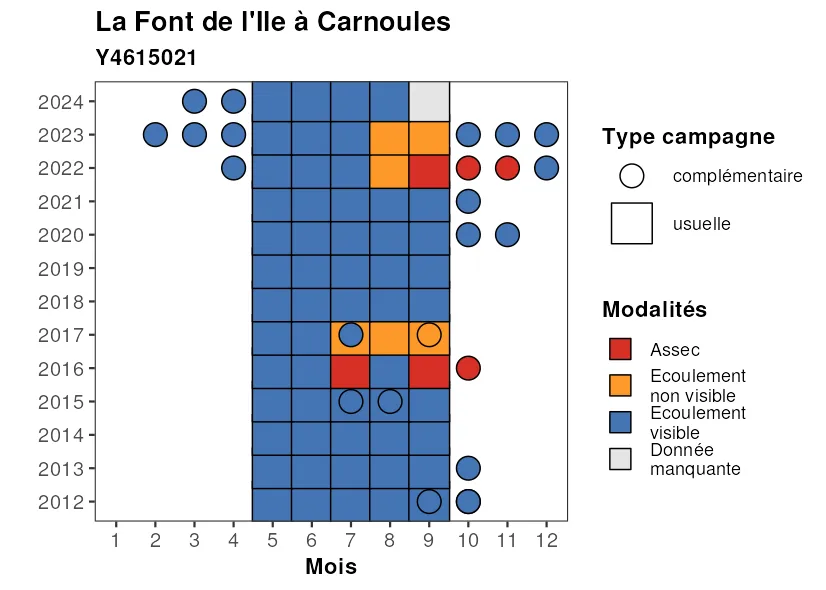 La Font de l'Ile à Carnoules
Y4615021
2024
2023
2022
2021
2020
2019
2018
2017
2016
2015
2014
2013
2012
1 2 3 4 5 6 7 8 9 10 11 12
Mois
Type campagne
complémentaire
usuelle
Modalités
Assec
Ecoulement
non visible
Ecoulement
visible
Donnée
manquante